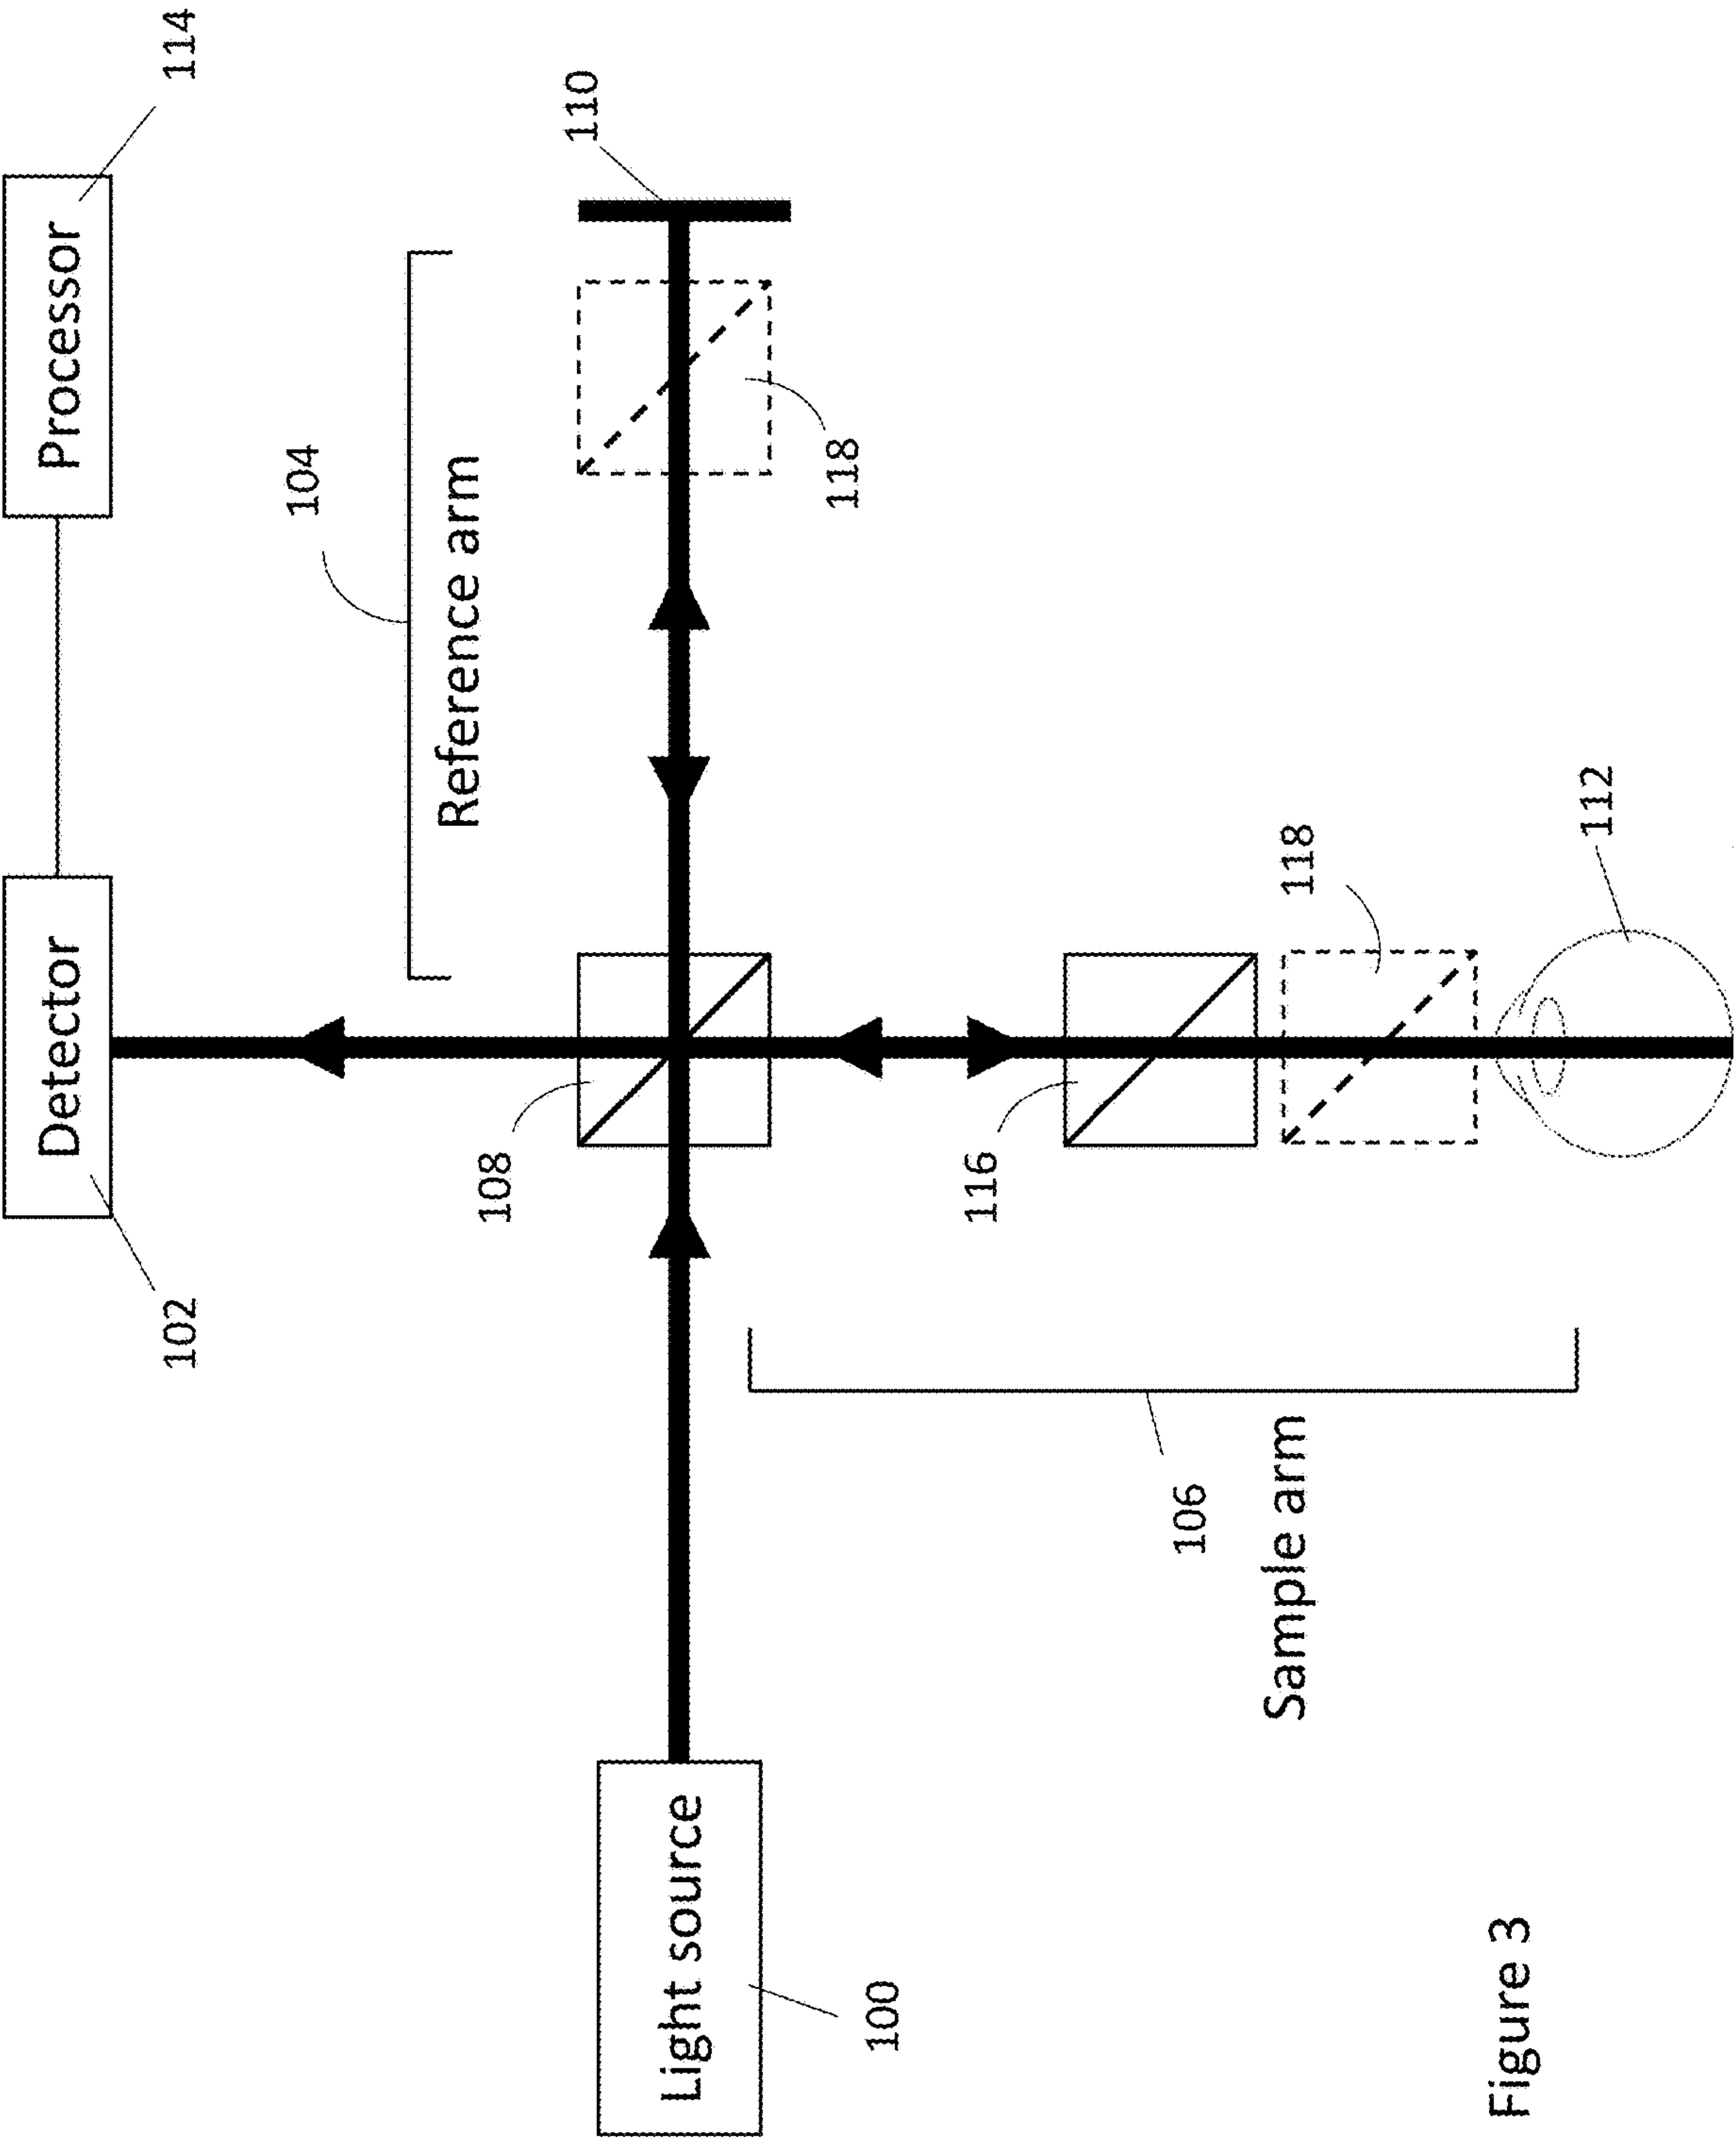 Detector
Processor
102
114
104
Reference arm
110
108
118
Light source
100
116
118
106
Sample arm
112
Figure 3